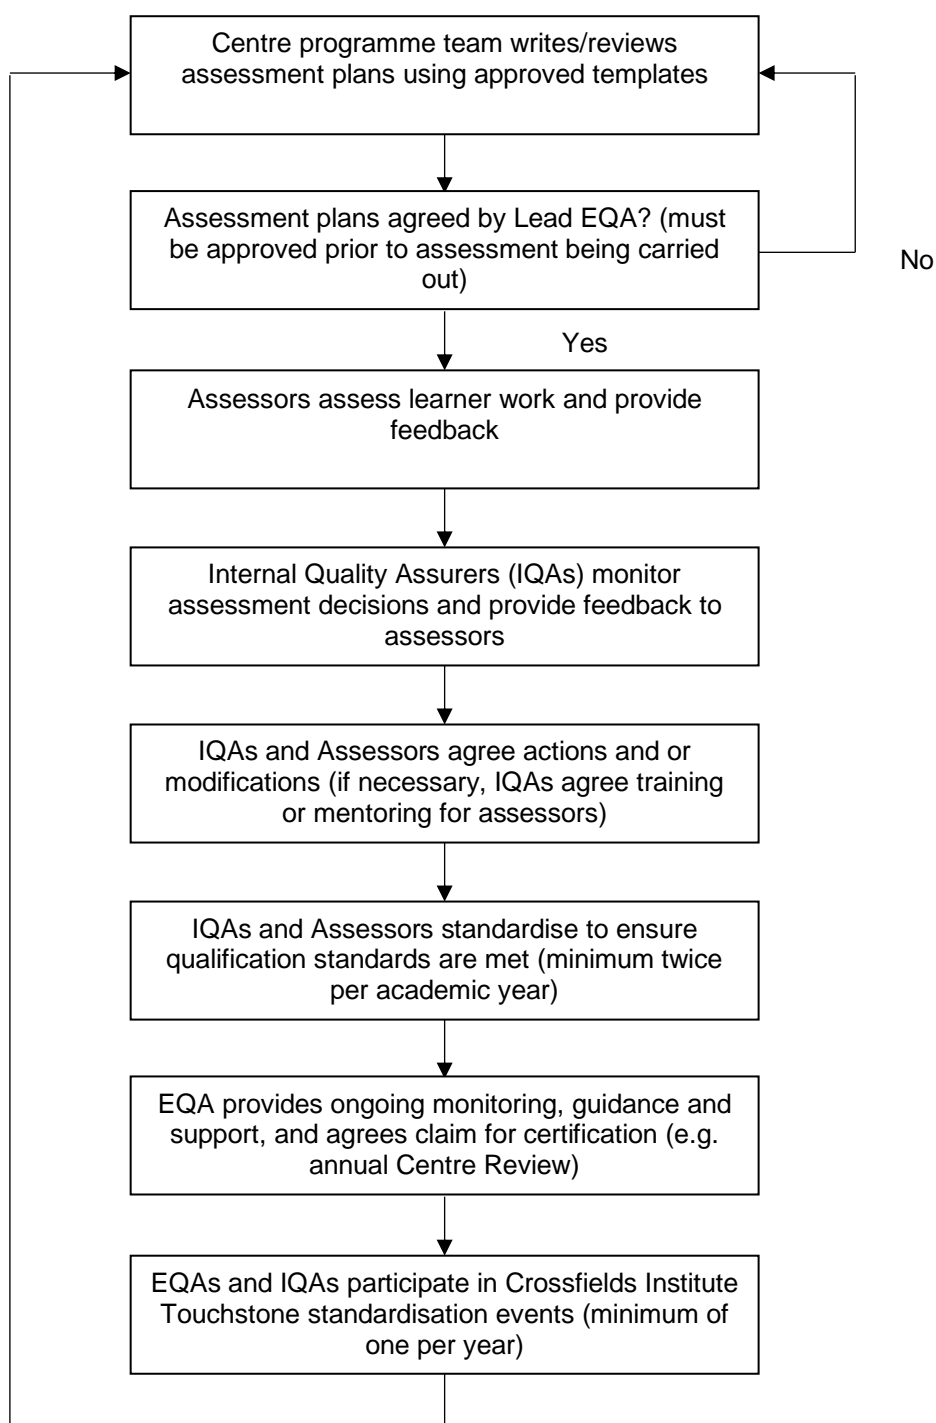 Centre programme team writes/reviews
assessment plans using approved templates
Assessment plans agreed by Lead EQA? (must
be approved prior to assessment being carried
out)
No
Yes
Assessors assess learner work and provide
feedback
Internal Quality Assurers (IQAs) monitor
assessment decisions and provide feedback to
assessors
IQAs and Assessors agree actions and or
modifications (if necessary, IQAs agree training
or mentoring for assessors)
IQAs and Assessors standardise to ensure
qualification standards are met (minimum twice
per academic year)
EQA provides ongoing monitoring, guidance and
support, and agrees claim for certification (e.g.
annual Centre Review)
EQAs and IQAs participate in Crossfields Institute
Touchstone standardisation events (minimum of
one per year)